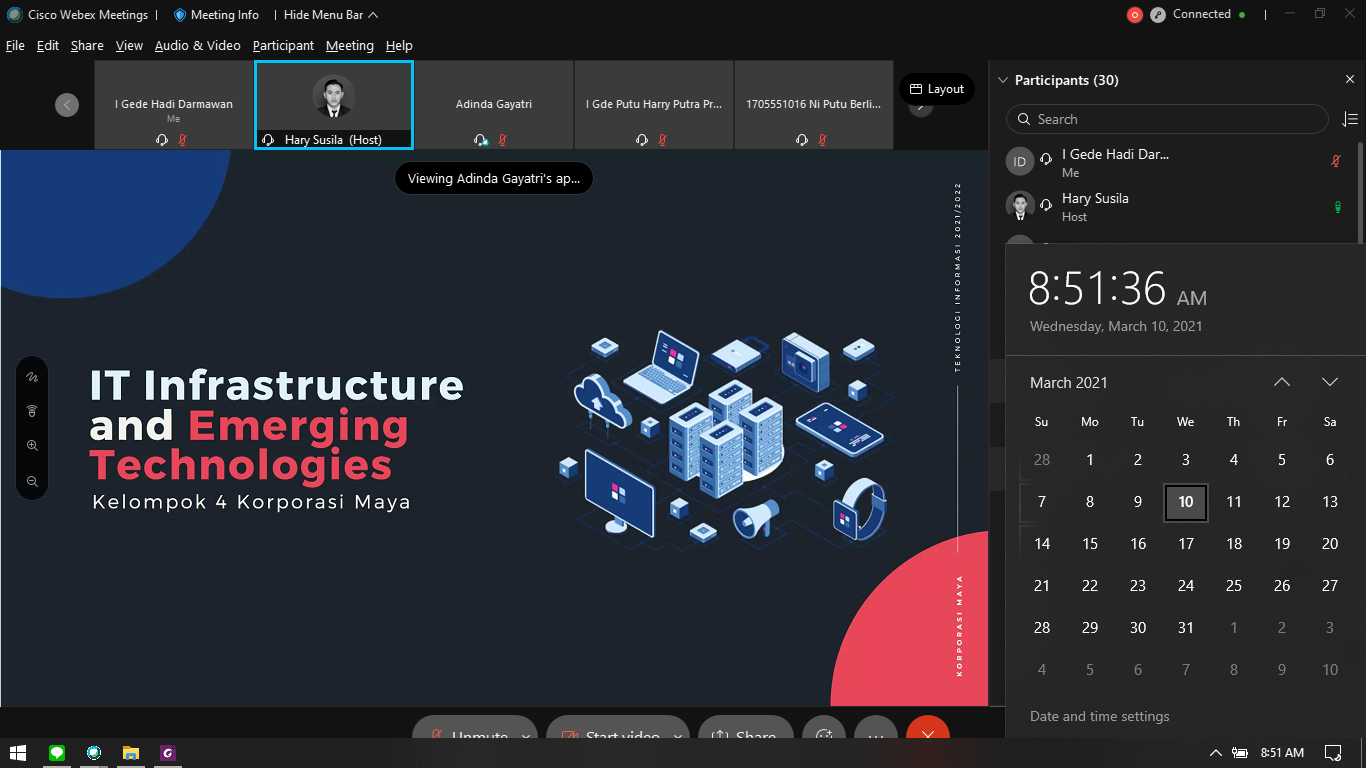 Cisco Webex Meetings
Meeting Info
Hide Menu Bar
Connected
File Edit Share View Audio & Video Participant Meeting Help
I Gede Hadi Darmawan
Me
Hary Susila (Host)
Adinda Gayatri
I Gde Putu Harry Putra Pr...
1705551016 Ni Putu Berli...
Layout
Viewing Adinda Gayatri's ap...
IT Infrastructure
and Emerging
Technologies
Kelompok 4 Korporasi Maya
TEKNOLOGI INFORMASI 2021/2022
KORPORASI MAYA
Participants (30)
Search
ID
I Gede Hadi Dar...
Me
Hary Susila
Host
8:51:36 AM
Wednesday, March 10, 2021
March 2021
Su Mo Tu We Th Fr Sa
28 1 2 3 4 5 6
7 8 9 10 11 12 13
14 15 16 17 18 19 20
21 22 23 24 25 26 27
28 29 30 31 1 2 3
4 5 6 7 8 9 10
Date and time settings
Unmute
Start video
Share
8:51 AM